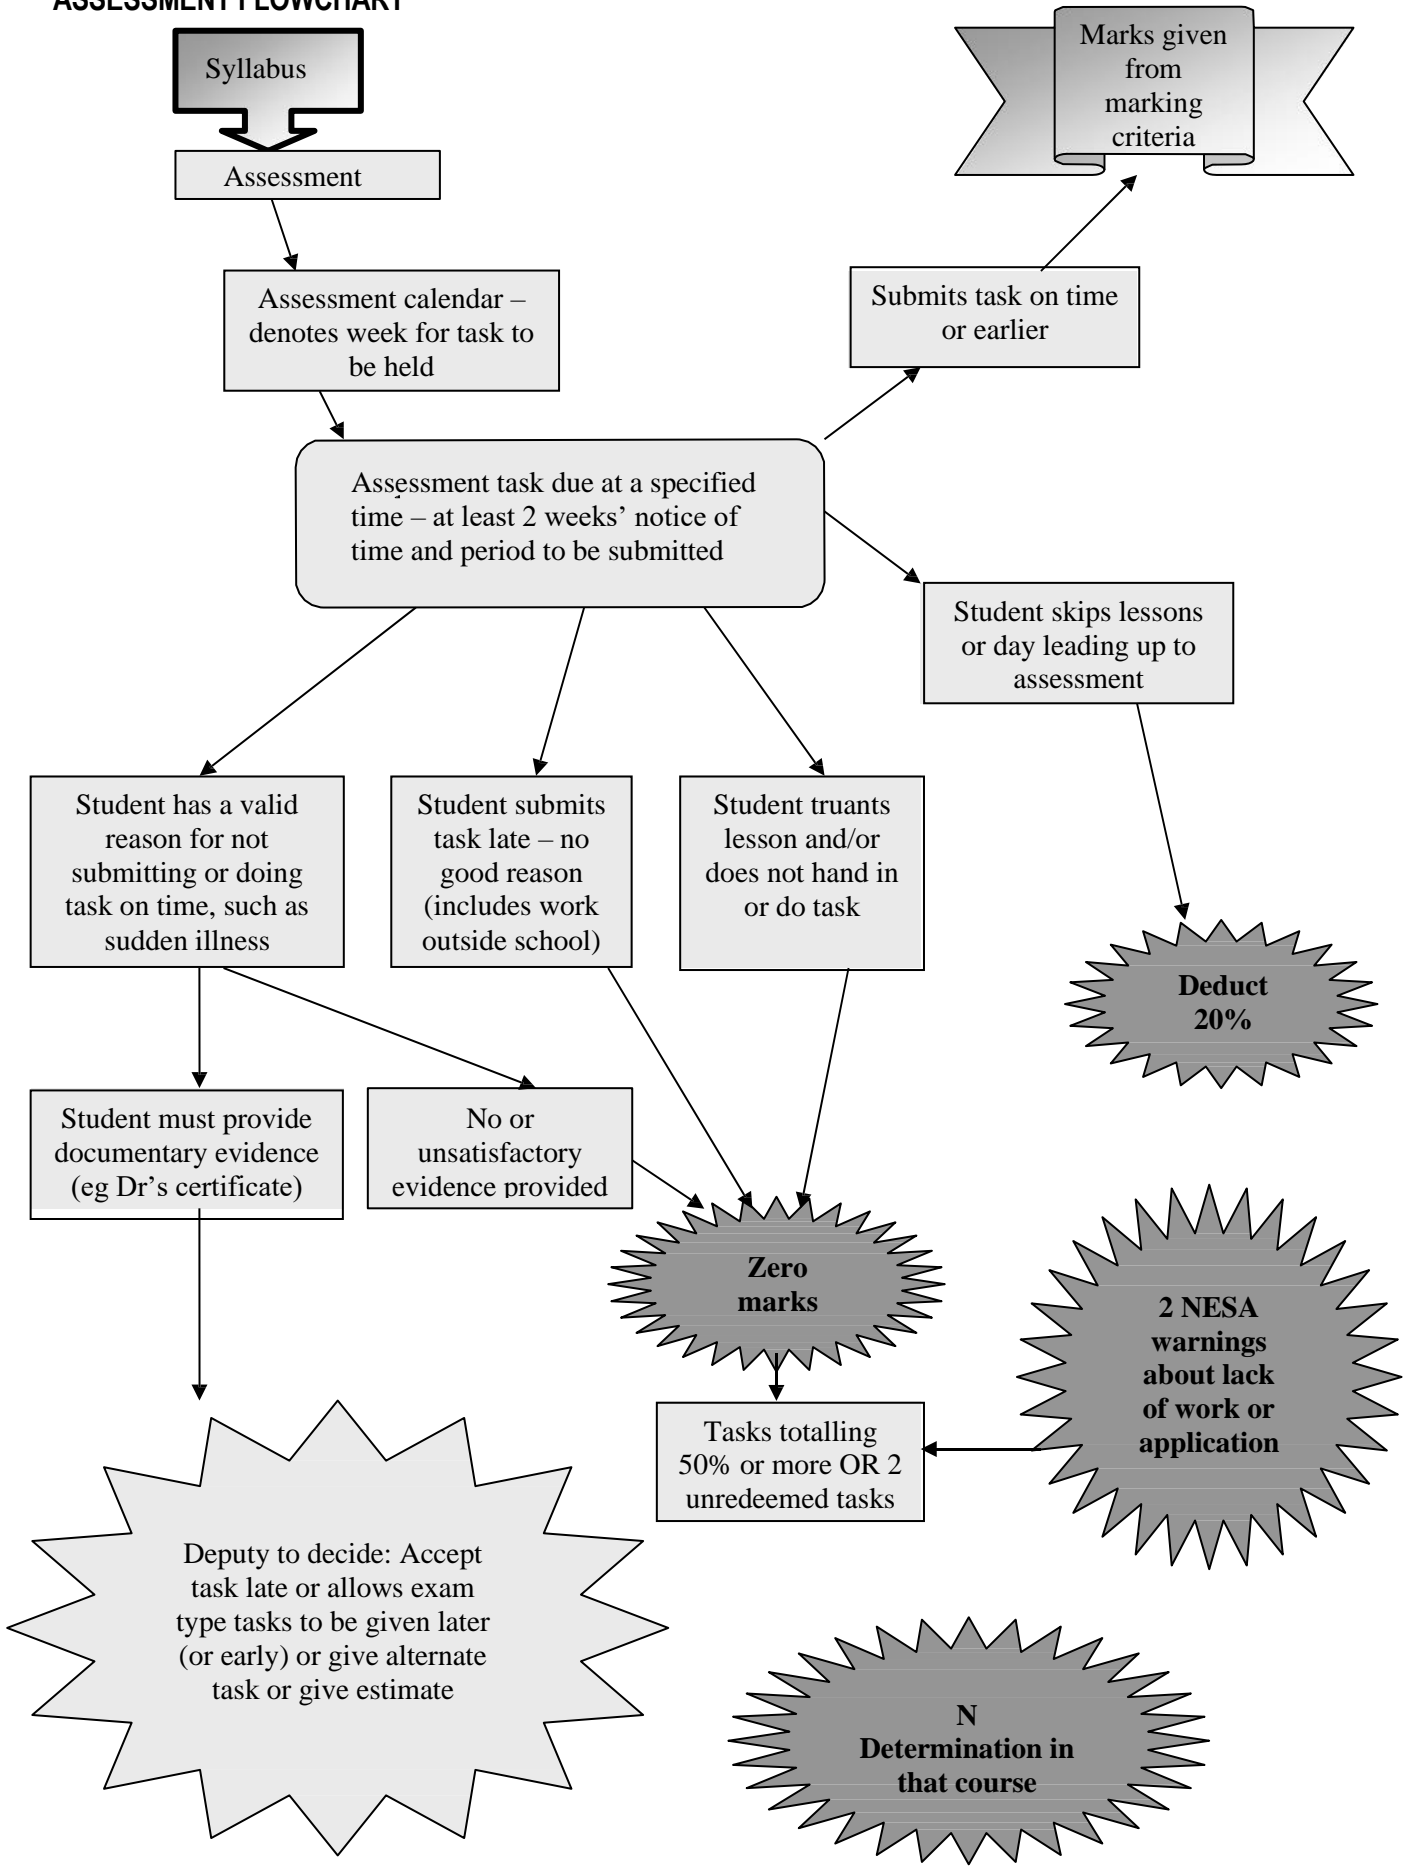 ASSESSMENT FLOWCHART
Syllabus
Marks given
from
marking
criteria
Assessment
Assessment calendar –
denotes week for task to
be held
Submits task on time
or earlier
Assessment task due at a specified
time – at least 2 weeks’ notice of
time and period to be submitted
Student skips lessons
or day leading up to
assessment
Student has a valid
reason for not
submitting or doing
task on time, such as
sudden illness
Student submits
task late – no
good reason
(includes work
outside school)
Student truants
lesson and/or
does not hand in
or do task
Deduct
20%
Student must provide
documentary evidence
(eg Dr’s certificate)
No or
unsatisfactory
evidence provided
Zero
marks
2 NESA
warnings
about lack
of work or
application
Tasks totalling
50% or more OR 2
unredeemed tasks
Deputy to decide: Accept
task late or allows exam
type tasks to be given later
(or early) or give alternate
task or give estimate
N
Determination in
that course